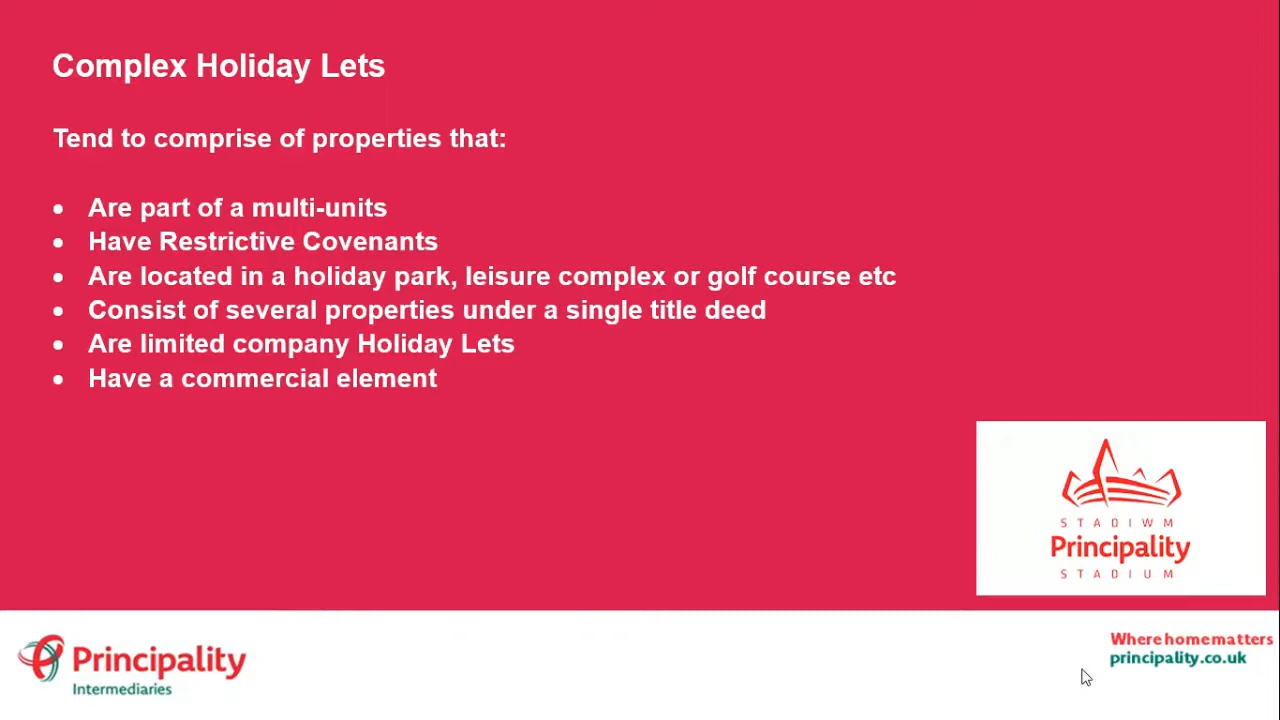 Complex Holiday Lets
Tend to comprise of properties that:
• Are part of a multi-units
• Have Restrictive Covenants
• Are located in a holiday park, leisure complex or golf course etc
• Consist of several properties under a single title deed
• Are limited company Holiday Lets
• Have a commercial element
STADIWM
Principality
STADIUM
Principality
Intermediaries
Where home matters
principality.co.uk